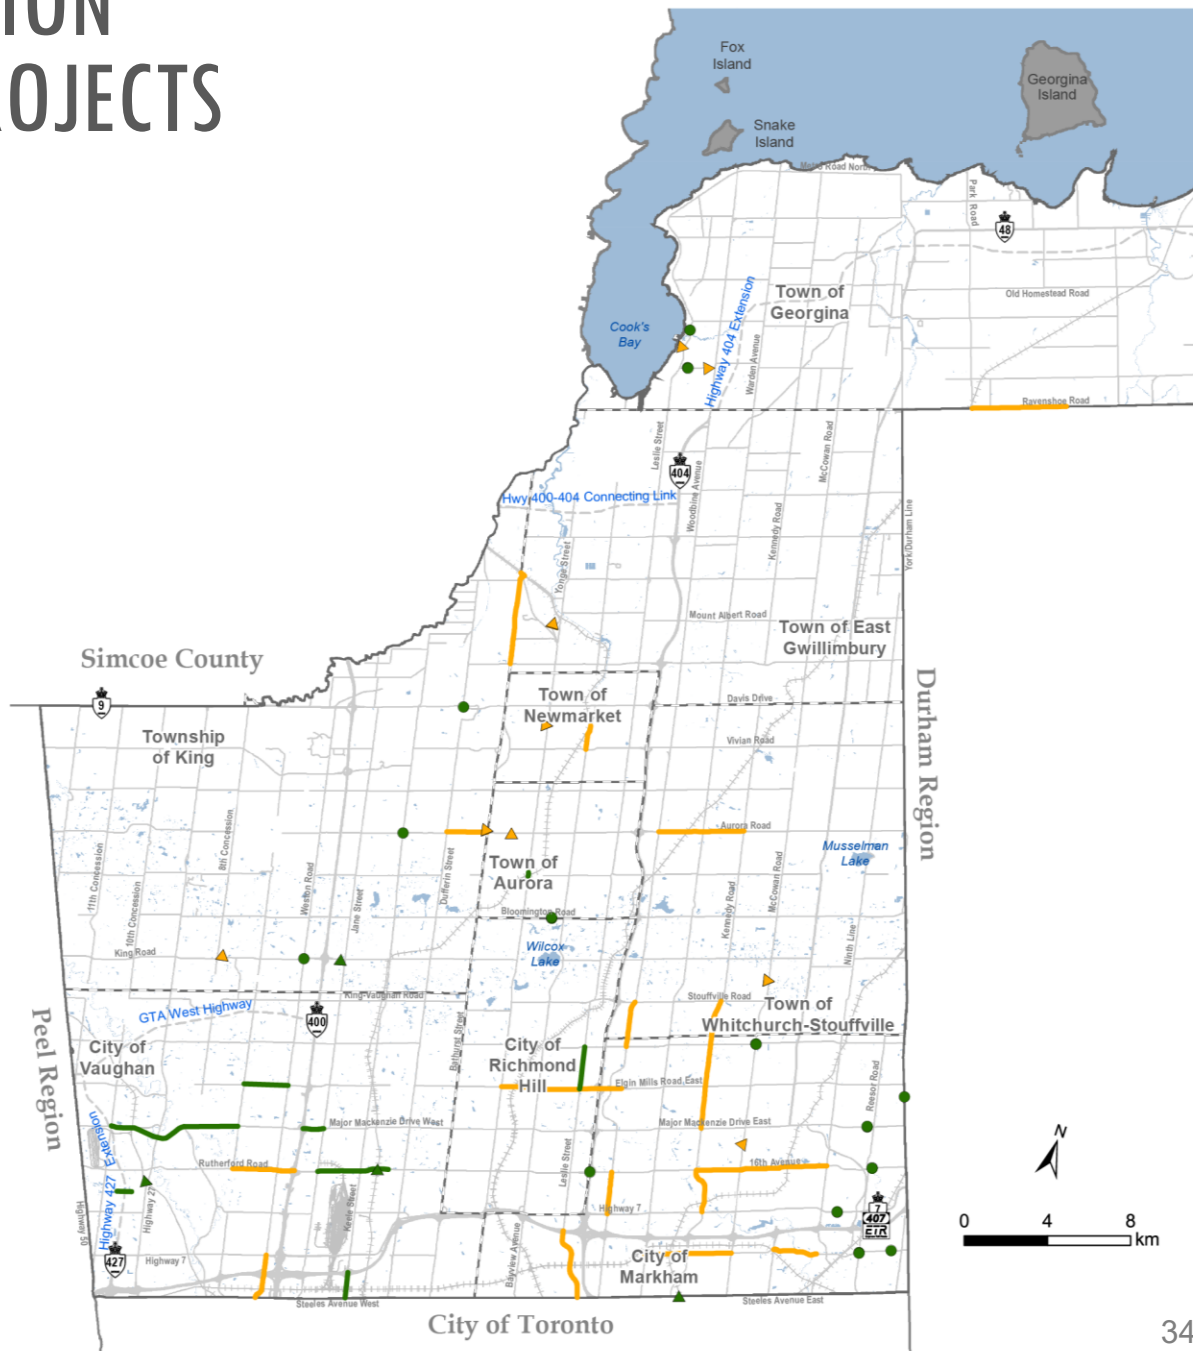 ION
ROJECTS
Fox
Island
Georgina
Island
Snake
Island
Metro Road North
Park Road
48
Old Homestead Road
Town of
Georgina
Highway 404 Extension
Cook's
Bay
Warden Avenue
Ravenshoe Road
Leslie Street
McCowan Road
404
Woodbine Avenue
Hwy 400-404 Connecting Link
Kennedy Road
York/Durham Line
Yonge Street
Mount Albert Road
Town of East
Gwillimbury
Simcoe County
Durham Region
9
Town of
Newmarket
Davis Drive
Township
of King
Vivian Road
8th Concession
Aurora Road
Musselman
Lake
11th Concession
10th Concession
Weston Road
Jane Street
Dufferin Street
Town of
Aurora
Kennedy Road
McCowan Road
Bloomington Road
Ninth Line
King Road
Wilcox
Lake
King-Vaughan Road
Stouffville Road
Town of
Whitchurch-Stouffville
GTA West Highway
400
Peel Region
City of
Vaughan
Bathurst Street
City of
Richmond
Hill
Elgin Mills Road East
Reesor Road
Major Mackenzie Drive West
Major Mackenzie Drive East
Highway 427 Extension
Rutherford Road
Leslie Street
16th Avenue
Highway 50
Highway 27
Keele Street
Highway 7
7
407
ETR
Bayview Avenue
427
Highway 7
City of
Markham
Steeles Avenue West
Steeles Avenue East
City of Toronto
N
0 4 8
km
34